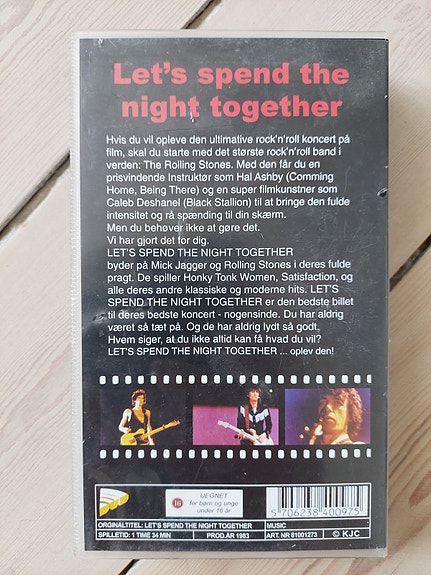 Let's spend the
night together
Hvis du vil opleve den ultimative rock'n'roll koncert på
film, skal du starte med det største rock'n'roll band i
verden: The Rolling Stones. Med den får du en
prisvindende Instruktør som Hal Ashby (Comming
Home, Being There) og en super filmkunstner som
Caleb Deshanel (Black Stallion) til at bringe den fulde
intensitet og rå spænding til din skærm.
Men du behøver ikke at gøre det.
Vi har gjort det for dig.
LET'S SPEND THE NIGHT TOGETHER
byder på Mick Jagger og Rolling Stones i deres fulde
pragt. De spiller Honky Tonk Women, Satisfaction, og
alle deres andre klassiske og moderne hits. LET'S
SPEND THE NIGHT TOGETHER er den bedste billet
til deres bedste koncert - nogensinde. Du har aldrig
været så tæt på. Og de har aldrig lydt så godt.
Hvem siger, at du ikke altid kan få hvad du vil?
LET'S SPEND THE NIGHT TOGETHER ... oplev den!
16
UEGNET
for børn og unge
under 16 år
5 706238 400975
ORGINALTITEL: LET'S SPEND THE NIGHT TOGETHER
MUSIC
SPILLETID: 1 TIME 34 MIN
PROD.ÅR 1983
ART. NR 81001273
© KJC